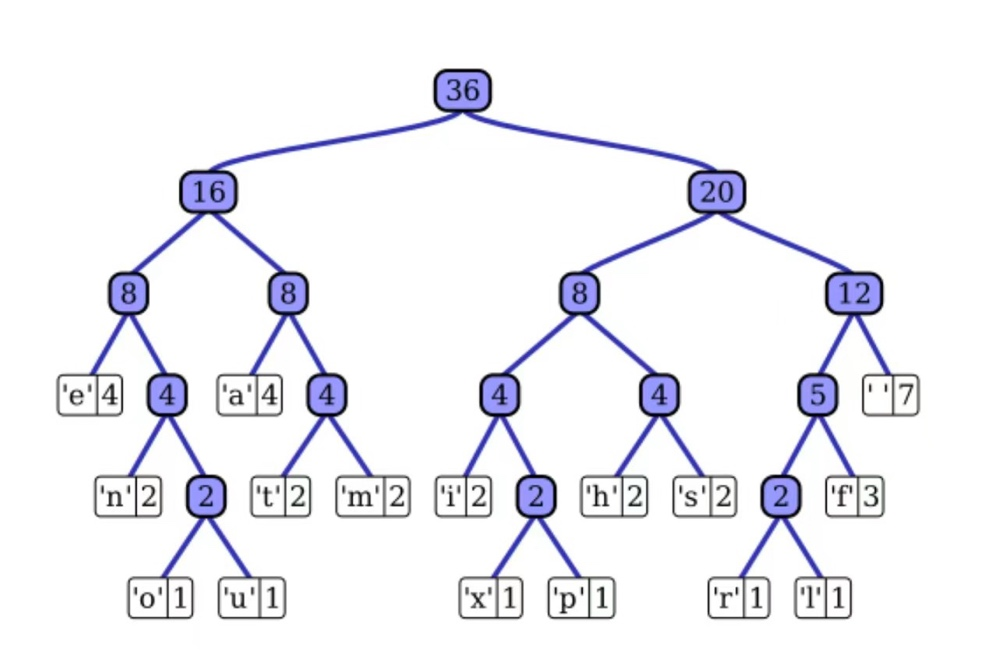 36
16 20
8 8 8 12
'e' 4 4 'a' 4 4 4 4 5 ' ' 7
'n' 2 2 't' 2 'm' 2 'i' 2 2 'h' 2 's' 2 2 'f' 3
'o' 1 'u' 1 'x' 1 'p' 1 'r' 1 'l' 1